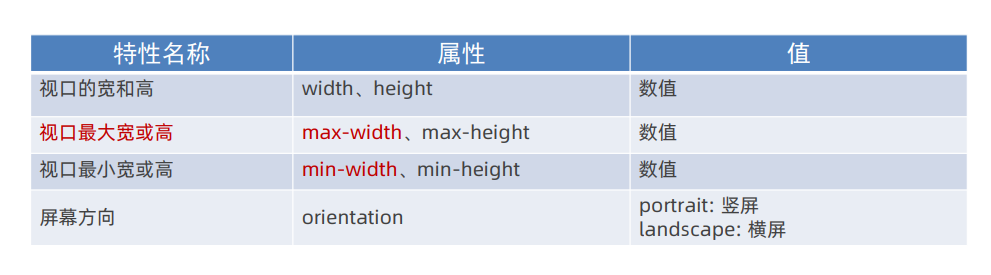 特性名称 属性 值
视口的宽和高 width、height 数值
视口最大宽或高 max-width、max-height 数值
视口最小宽或高 min-width、min-height 数值
屏幕方向 orientation portrait: 竖屏
landscape: 横屏